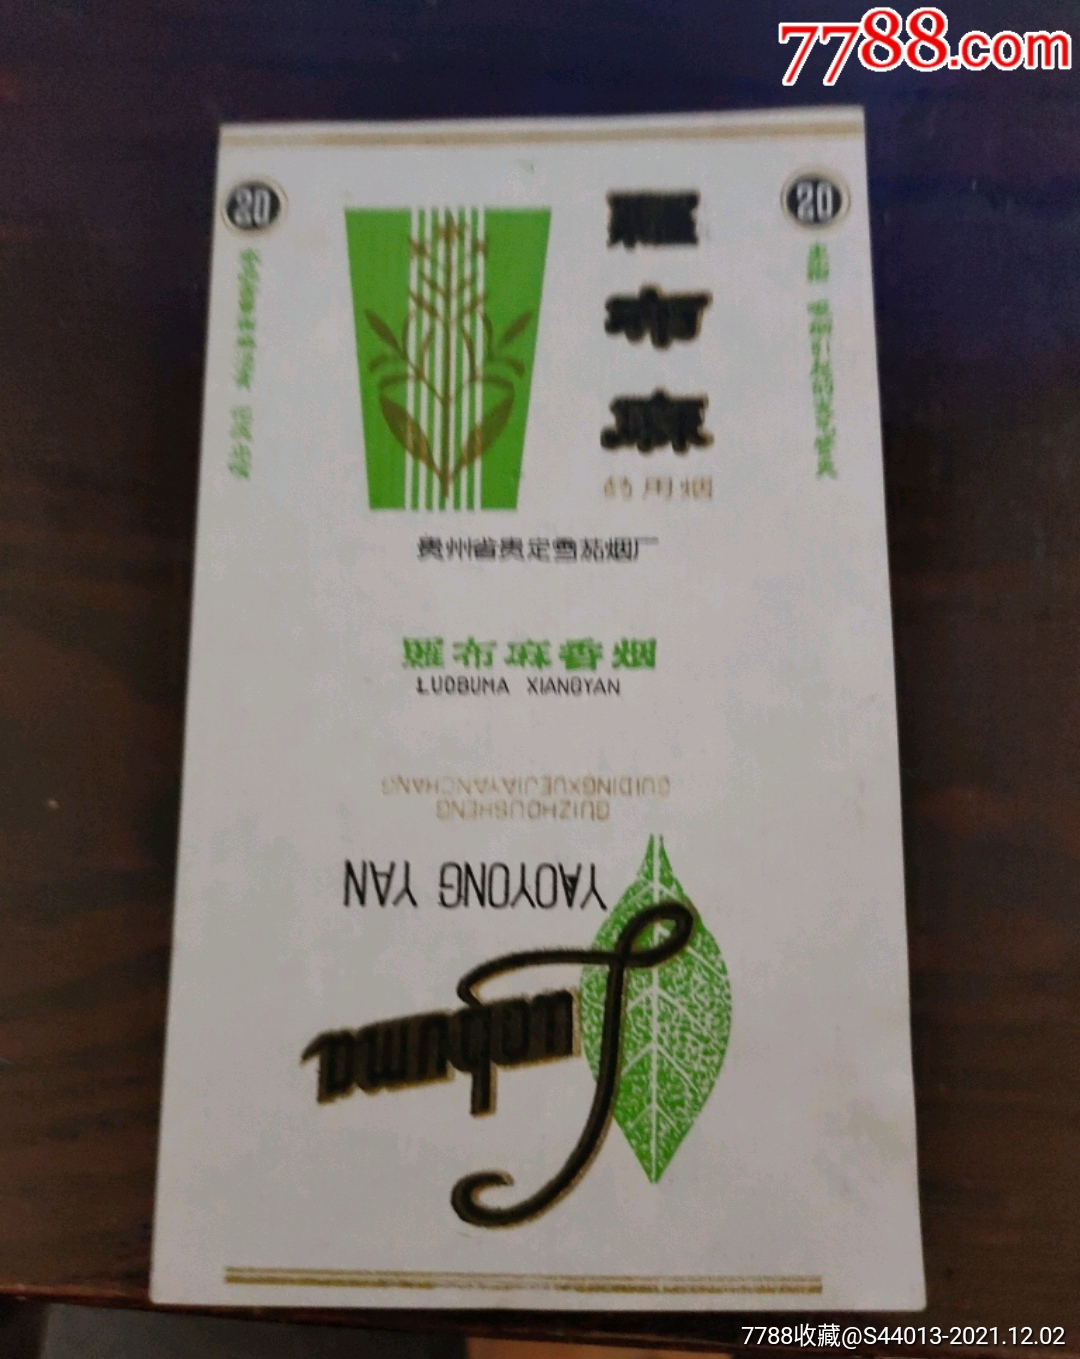 7788.com
20
20
羅
布
麻
药用烟
贵州省贵定雪茄烟厂
羅布麻香烟
LUOBUMA XIANGYAN
GUIZHOUSHENG
GUIDINGXUEJIAYANCHANG
YAOYONG YAN
Luobuma
7788收藏@S44013-2021.12.02